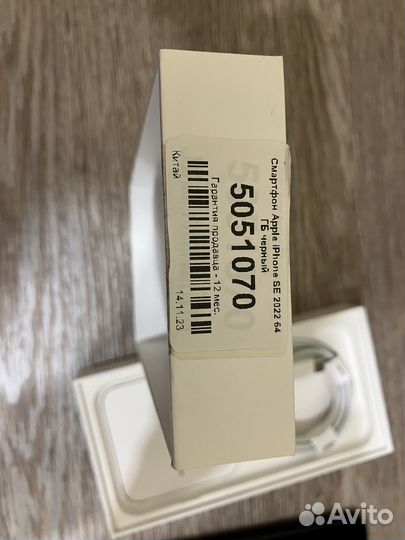 Смартфон Apple iPhone SE 2022 64
ГБ черный
5051070
Гарантия продавца - 12 мес.
Китай
14.11.23
Avito